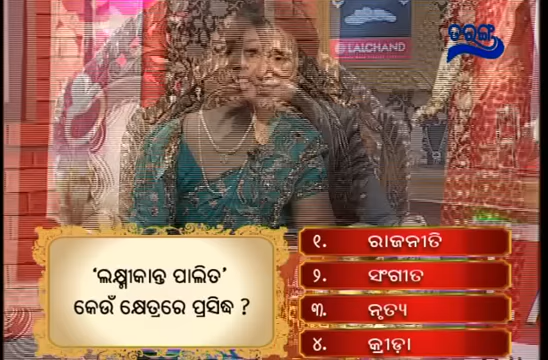 LALCHAND
ତରଙ୍ଗ
‘ଲକ୍ଷ୍ମୀକାନ୍ତ ପାଲିତ’
କେଉଁ କ୍ଷେତ୍ରରେ ପ୍ରସିଦ୍ଧ ?
୧. ରାଜନୀତି
୨. ସଂଗୀତ
୩. ନୃତ୍ୟ
୪. କ୍ରୀଡ଼ା